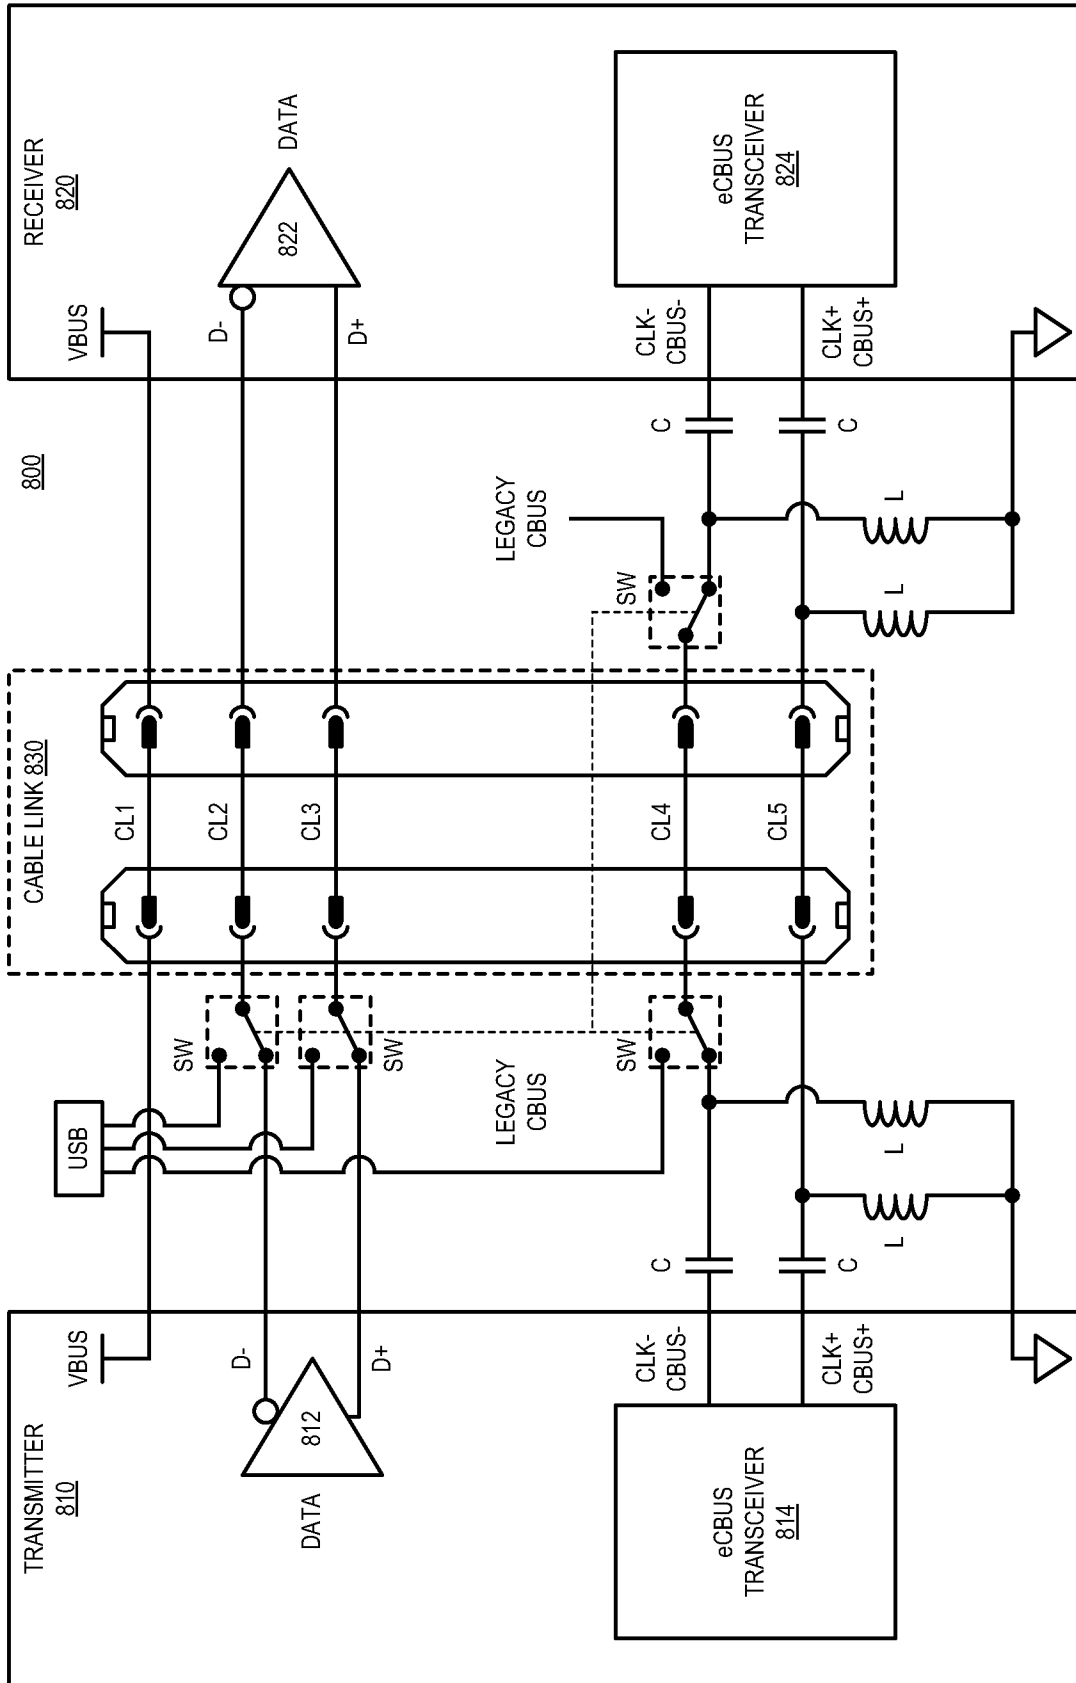 800
TRANSMITTER
810
VBUS
D-
812
D+
DATA
eCBUS
TRANSCEIVER
814
CLK-
CBUS-
CLK+
CBUS+
C
C
L
L
USB
SW
SW
LEGACY
CBUS
SW
CABLE LINK 830
CL1
CL2
CL3
CL4
CL5
SW
LEGACY
CBUS
L
L
C
C
RECEIVER
820
VBUS
D-
D+
822
DATA
CLK-
CBUS-
CLK+
CBUS+
eCBUS
TRANSCEIVER
824